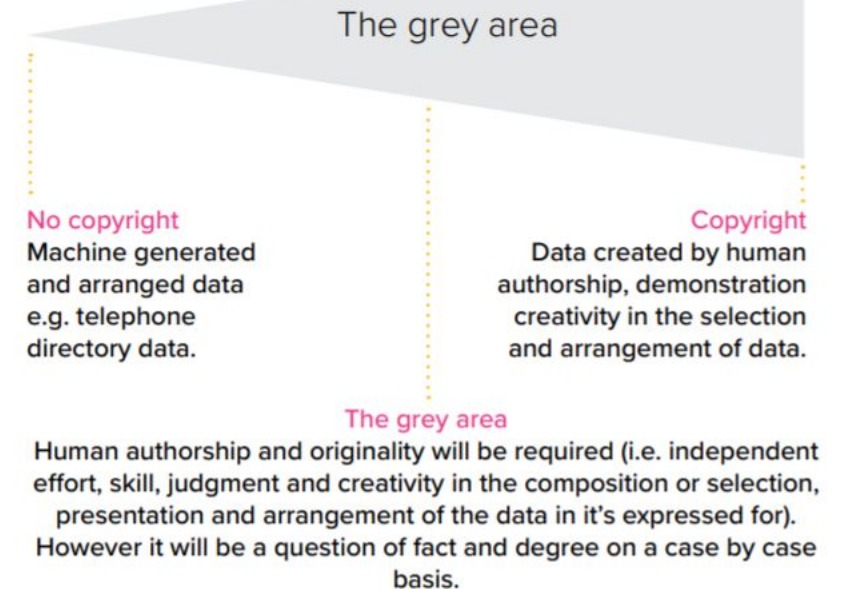 The grey area
No copyright
Machine generated
and arranged data
e.g. telephone
directory data.
Copyright
Data created by human
authorship, demonstration
creativity in the selection
and arrangement of data.
The grey area
Human authorship and originality will be required (i.e. independent
effort, skill, judgment and creativity in the composition or selection,
presentation and arrangement of the data in it's expressed for).
However it will be a question of fact and degree on a case by case
basis.